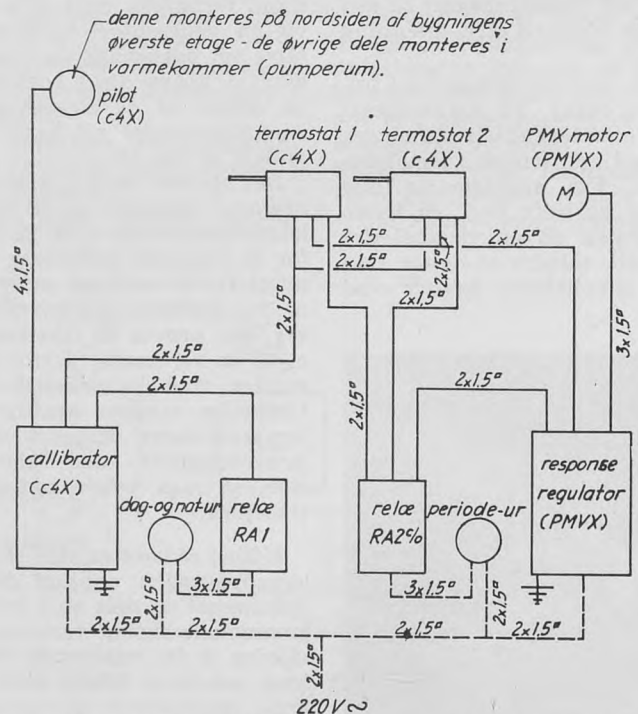 denne monteres på nordsiden af bygningens
øverste etage - de øvrige dele monteres i
varmekammer (pumperum).
pilot
(c4X)
termostat 1
(c4X)
termostat 2
(c4X)
PMX motor
(PMVX)
M
4x1,5□
2x1,5□
2x1,5□
2x1,5□
2x1,5□
2x1,5□
2x1,5□
3x1,5□
2x1,5□
2x1,5□
2x1,5□
2x1,5□
callibrator
(c4X)
dag-og nat ur
relæ
RA1
relæ
RA2%
periode-ur
response
regulator
(PMVX)
2x1,5□
3x1,5□
3x1,5□
2x1,5□
2x1,5□
2x1,5□
2x1,5□
2x1,5□
2x1,5□
220V~